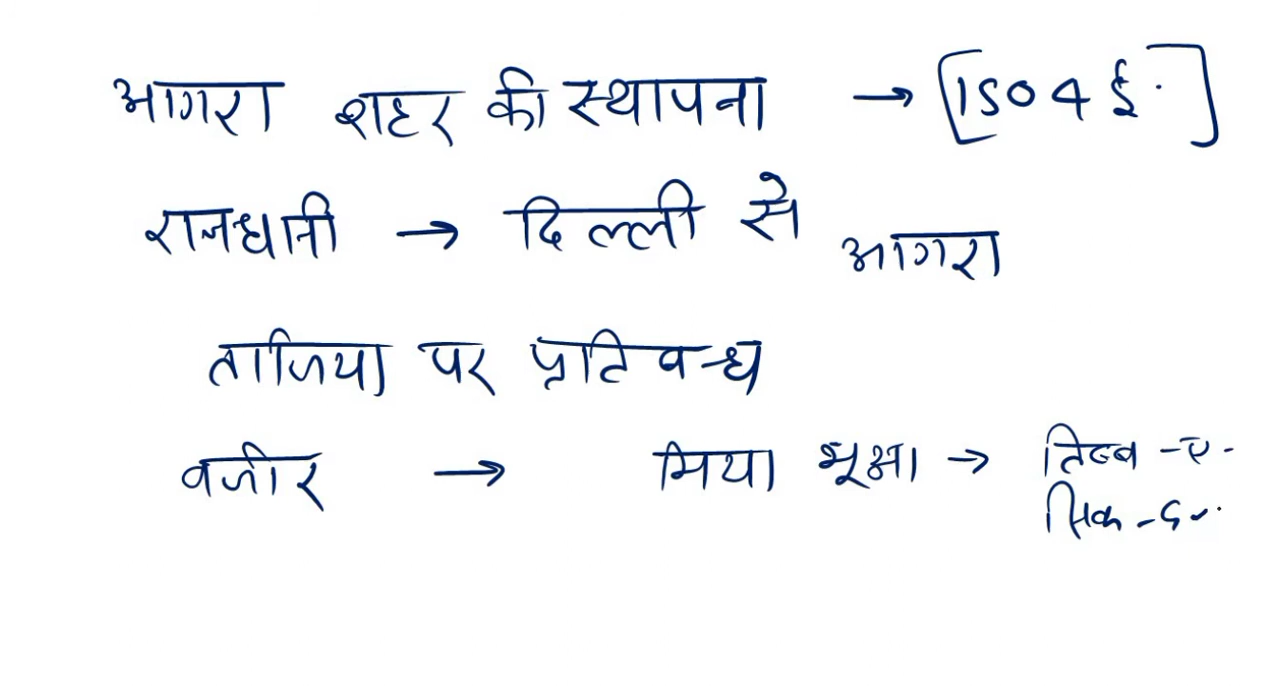 आगरा शहर की स्थापना → [1504 ई.]
राजधानी → दिल्ली से आगरा
ताजिया पर प्रतिबन्ध
वजीर → मिया भूआ → तिब्ब-ए-
सिक